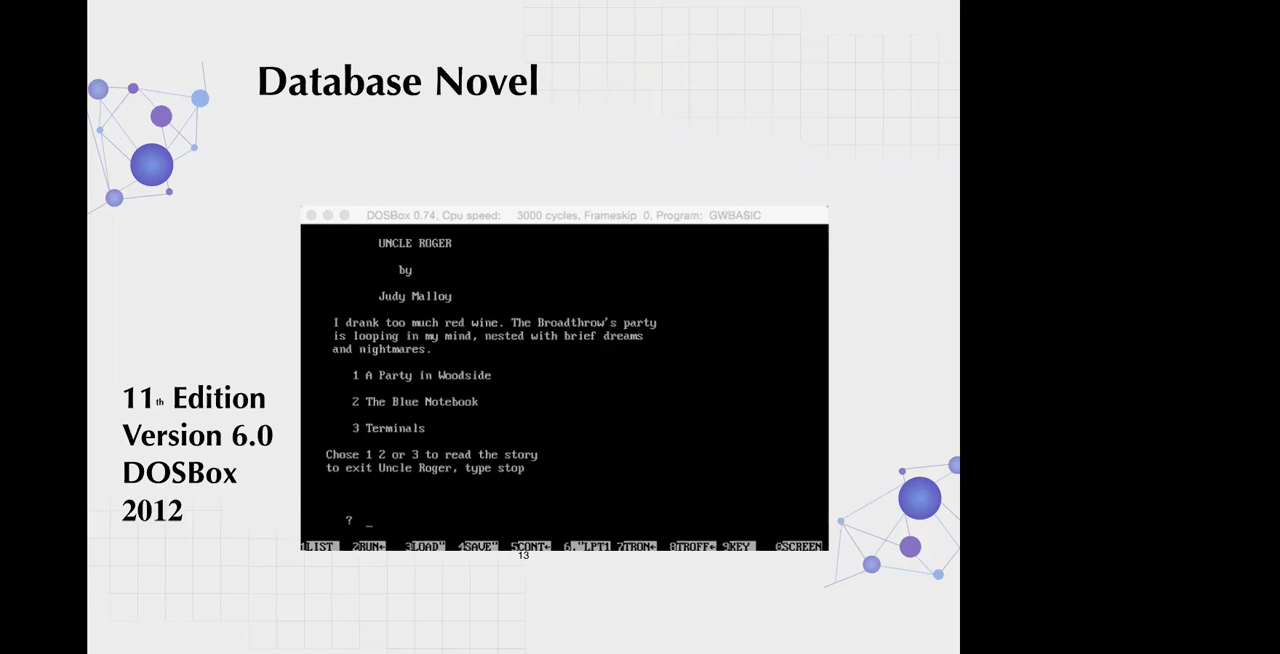 Database Novel
DOSBox 0.74, Cpu speed: 3000 cycles, Frameskip 0, Program: GWBASIC
UNCLE ROGER
by
Judy Malloy
I drank too much red wine. The Broadthrow's party
is looping in my mind, nested with brief dreams
and nightmares.
1 A Party in Woodside
2 The Blue Notebook
3 Terminals
Chose 1 2 or 3 to read the story
to exit Uncle Roger, type stop
? _
1LIST 2RUN← 3LOAD" 4SAVE" 5CONT← 6,"LPT1 7TRON← 8TROFF← 9KEY 0SCREEN
11th Edition
Version 6.0
DOSBox
2012
13